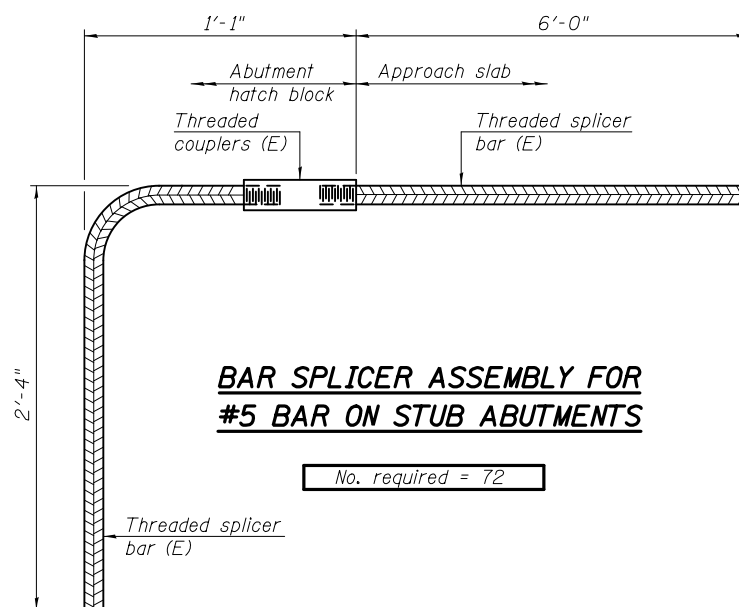 1'-1"
6'-0"
Abutment
hatch block
Approach slab
Threaded
couplers (E)
Threaded splicer
bar (E)
2'-4"
BAR SPLICER ASSEMBLY FOR
#5 BAR ON STUB ABUTMENTS
No. required = 72
Threaded splicer
bar (E)